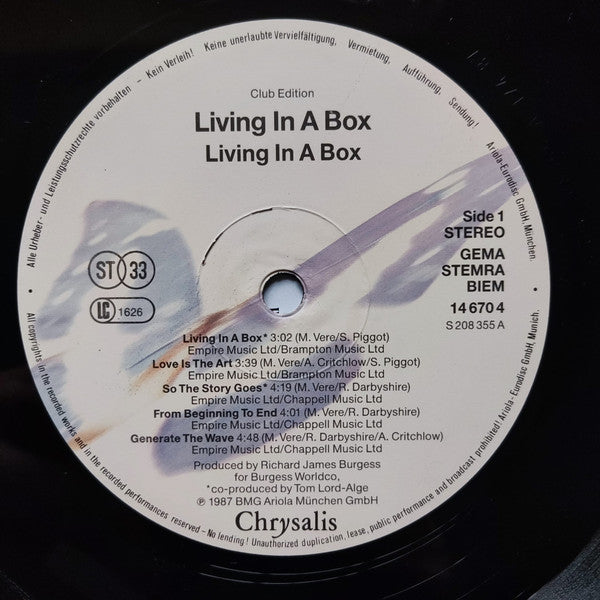 Alle Urheber- und Leistungsschutzrechte vorbehalten - Kein Verleih! Keine unerlaubte Vervielfältigung, Vermietung, Aufführung, Sendung! Ariola-Eurodisc GmbH, München.
Club Edition
Living In A Box
Living In A Box
Side 1
STEREO
GEMA
STEMRA
BIEM
14 670 4
S 208 355 A
ST 33
LC 1626
Living In A Box* 3:02 (M. Vere/S. Piggot)
Empire Music Ltd/Brampton Music Ltd
Love Is The Art 3:39 (M. Vere/A. Critchlow/S. Piggot)
Empire Music Ltd/Brampton Music Ltd
So The Story Goes* 4:19 (M. Vere/R. Darbyshire)
Empire Music Ltd/Chappell Music Ltd
From Beginning To End 4:01 (M. Vere/R. Darbyshire)
Empire Music Ltd/Chappell Music Ltd
Generate The Wave 4:48 (M. Vere/R. Darbyshire/A. Critchlow)
Empire Music Ltd/Chappell Music Ltd
Produced by Richard James Burgess
for Burgess Worldco,
*co-produced by Tom Lord-Alge
℗ 1987 BMG Ariola München GmbH
Chrysalis
All copyrights in the recorded works and in the recorded performances reserved - No lending! Unauthorized duplication, lease, public performance and broadcast prohibited! Ariola-Eurodisc GmbH, Munich.